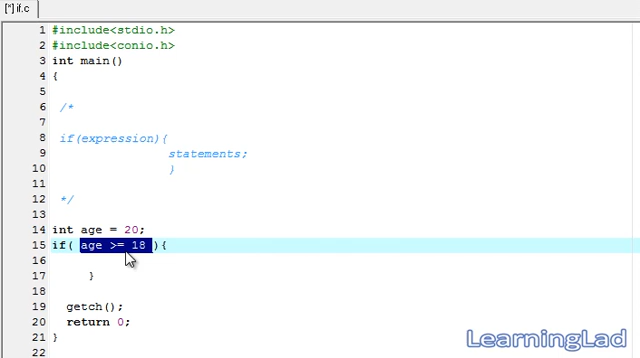 [*] if.c
1 #include<stdio.h>
2 #include<conio.h>
3 int main()
4 {
5
6 /*
7
8 if(expression){
9 statements;
10 }
11
12 */
13
14 int age = 20;
15 if( age >= 18 ){
16
17 }
18
19 getch();
20 return 0;
21 }
22
LearningLad